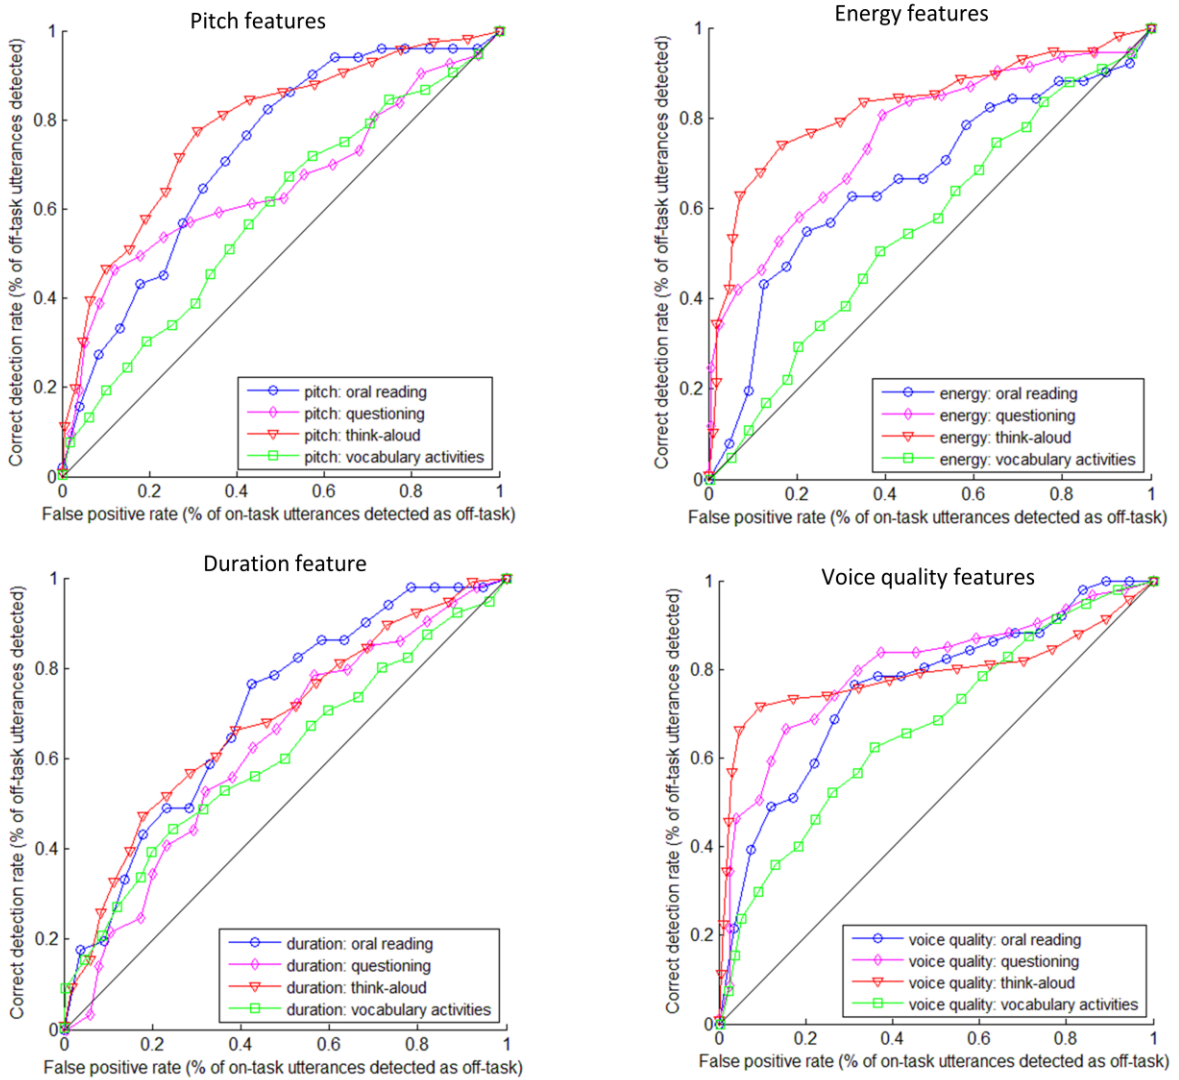 Pitch features
Correct detection rate (% of off-task utterances detected)
1
0.8
0.6
0.4
0.2
0
pitch: oral reading
pitch: questioning
pitch: think-aloud
pitch: vocabulary activities
0 0.2 0.4 0.6 0.8 1
False positive rate (% of on-task utterances detected as off-task)
Energy features
Correct detection rate (% of off-task utterances detected)
1
0.8
0.6
0.4
0.2
0
energy: oral reading
energy: questioning
energy: think-aloud
energy: vocabulary activities
0 0.2 0.4 0.6 0.8 1
False positive rate (% of on-task utterances detected as off-task)
Duration feature
Correct detection rate (% of off-task utterances detected)
1
0.8
0.6
0.4
0.2
0
duration: oral reading
duration: questioning
duration: think-aloud
duration: vocabulary activities
0 0.2 0.4 0.6 0.8 1
False positive rate (% of on-task utterances detected as off-task)
Voice quality features
Correct detection rate (% of off-task utterances detected)
1
0.8
0.6
0.4
0.2
0
voice quality: oral reading
voice quality: questioning
voice quality: think-aloud
voice quality: vocabulary activities
0 0.2 0.4 0.6 0.8 1
False positive rate (% of on-task utterances detected as off-task)